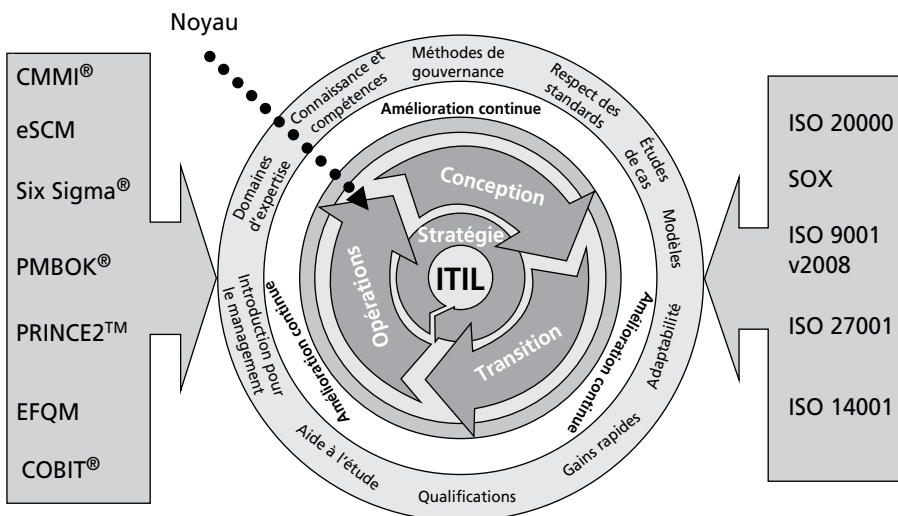 Noyau
CMMI®
eSCM
Six Sigma®
PMBOK®
PRINCE2™
EFQM
COBIT®
Méthodes de
gouvernance
Respect des
standards
Études
de cas
Modèles
Adaptabilité
Gains rapides
Qualifications
Aide à l'étude
Introduction pour
le management
Domaines
d'expertise
Connaissance et
compétences
Amélioration continue
Amélioration continue
Amélioration continue
Conception
Transition
Opérations
Stratégie
ITIL
ISO 20000
SOX
ISO 9001
v2008
ISO 27001
ISO 14001